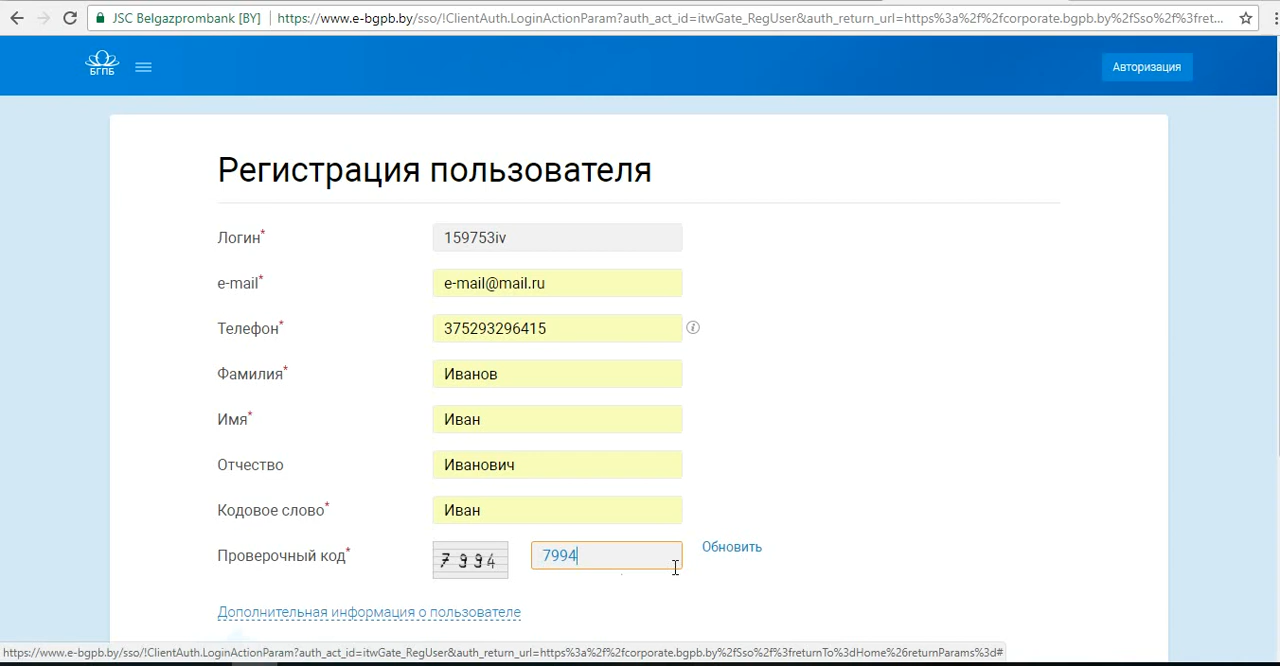 JSC Belgazprombank [BY] https://www.e-bgpb.by/sso/!ClientAuth.LoginActionParam?auth_act_id=itwGate_RegUser&auth_return_url=https%3a%2f%2fcorporate.bgpb.by%2fSso%2f%3fret...
БГПБ
Авторизация
Регистрация пользователя
Логин* 159753iv
e-mail* e-mail@mail.ru
Телефон* 375293296415
Фамилия* Иванов
Имя* Иван
Отчество Иванович
Кодовое слово* Иван
Проверочный код* 7994 7994 Обновить
Дополнительная информация о пользователе
https://www.e-bgpb.by/sso/!ClientAuth.LoginActionParam?auth_act_id=itwGate_RegUser&auth_return_url=https%3a%2f%2fcorporate.bgpb.by%2fSso%2f%3freturnTo%3dHome%26returnParams%3d#